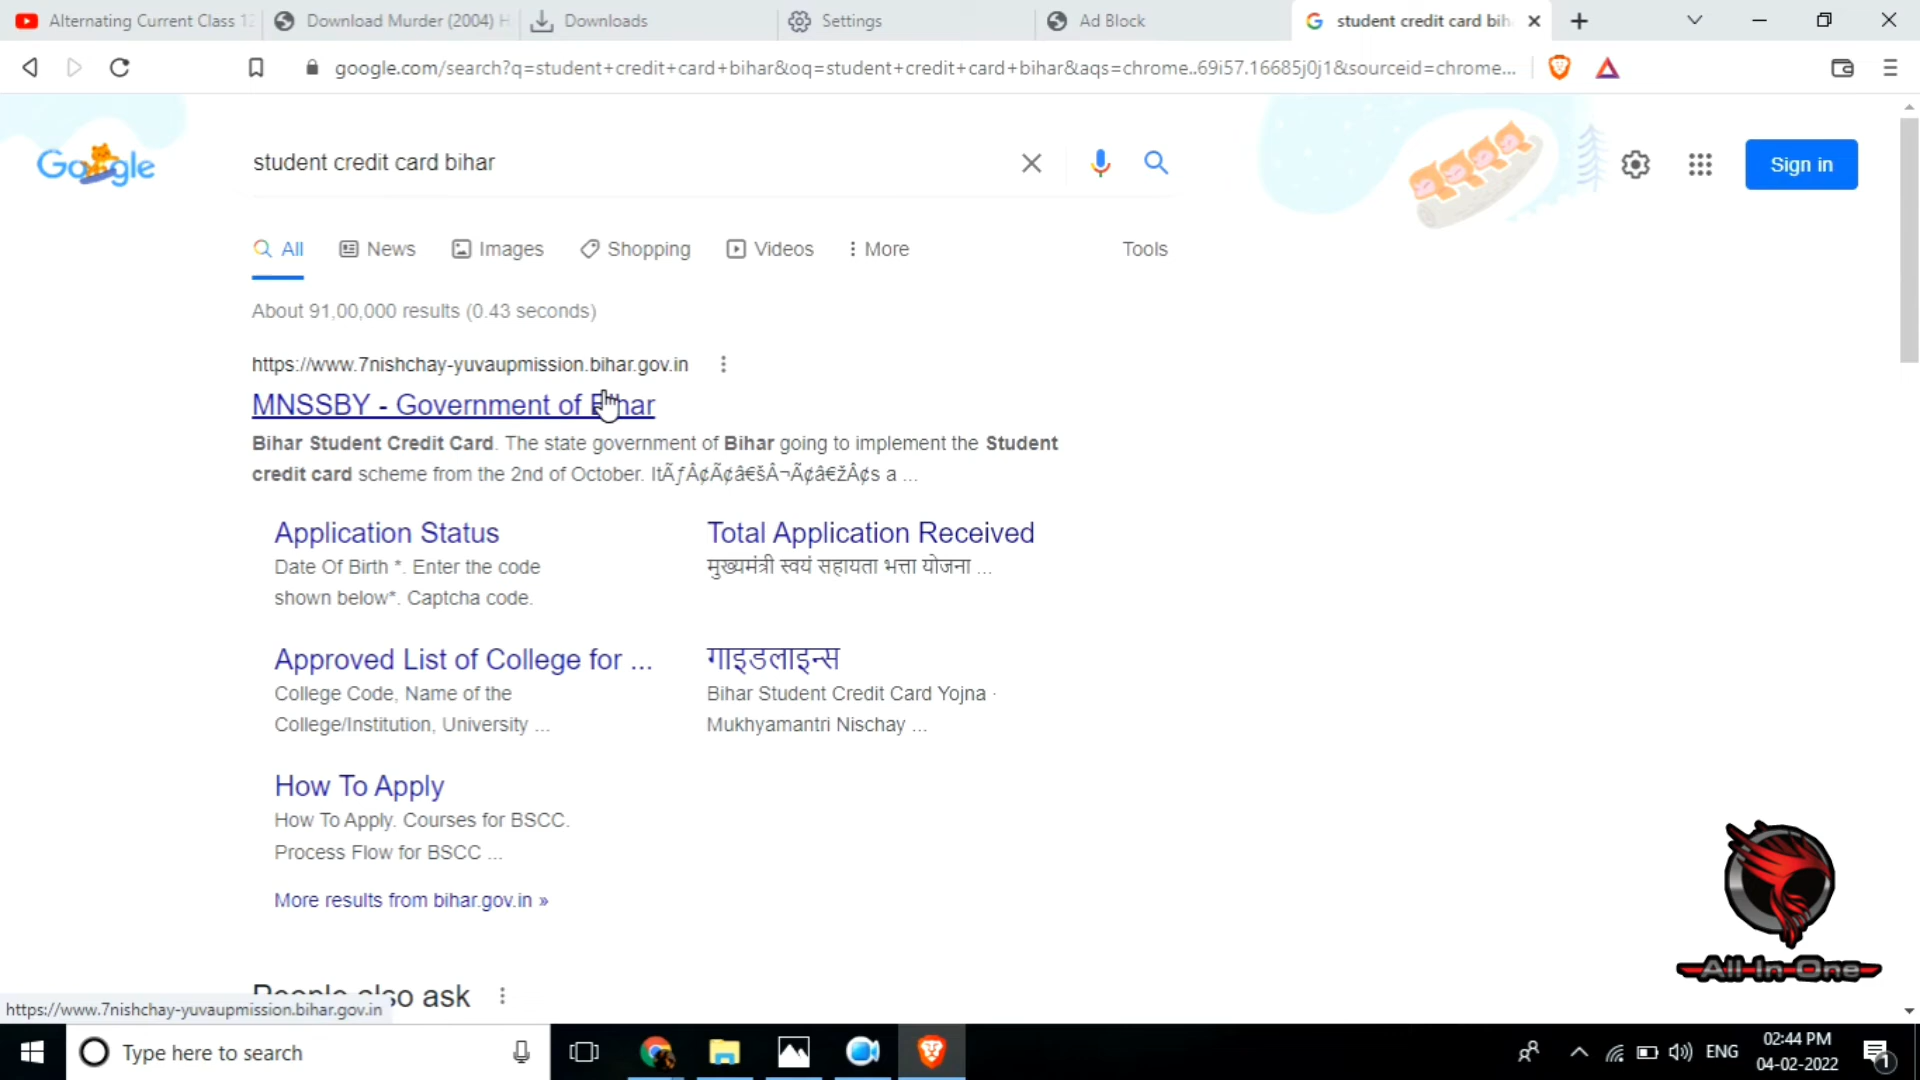 Alternating Current Class 12
Download Murder (2004) H
Downloads
Settings
Ad Block
student credit card bih
google.com/search?q=student+credit+card+bihar&oq=student+credit+card+bihar&aqs=chrome..69i57.16685j0j1&sourceid=chrome...
Google
student credit card bihar
Sign in
All
News
Images
Shopping
Videos
More
Tools
About 91,00,000 results (0.43 seconds)
https://www.7nishchay-yuvaupmission.bihar.gov.in
MNSSBY - Government of Bihar
Bihar Student Credit Card. The state government of Bihar going to implement the Student
credit card scheme from the 2nd of October. ItÃƒÂ¢Ã¢â€šÂ¬Ã¢â€žÂ¢s a ...
Application Status
Date Of Birth *. Enter the code
shown below*. Captcha code.
Total Application Received
मुख्यमंत्री स्वयं सहायता भत्ता योजना ...
Approved List of College for ...
College Code, Name of the
College/Institution, University ...
गाइडलाइन्स
Bihar Student Credit Card Yojna ·
Mukhyamantri Nischay ...
How To Apply
How To Apply. Courses for BSCC.
Process Flow for BSCC ...
More results from bihar.gov.in »
People also ask
All-In-One
https://www.7nishchay-yuvaupmission.bihar.gov.in
Type here to search
ENG
02:44 PM
04-02-2022
1